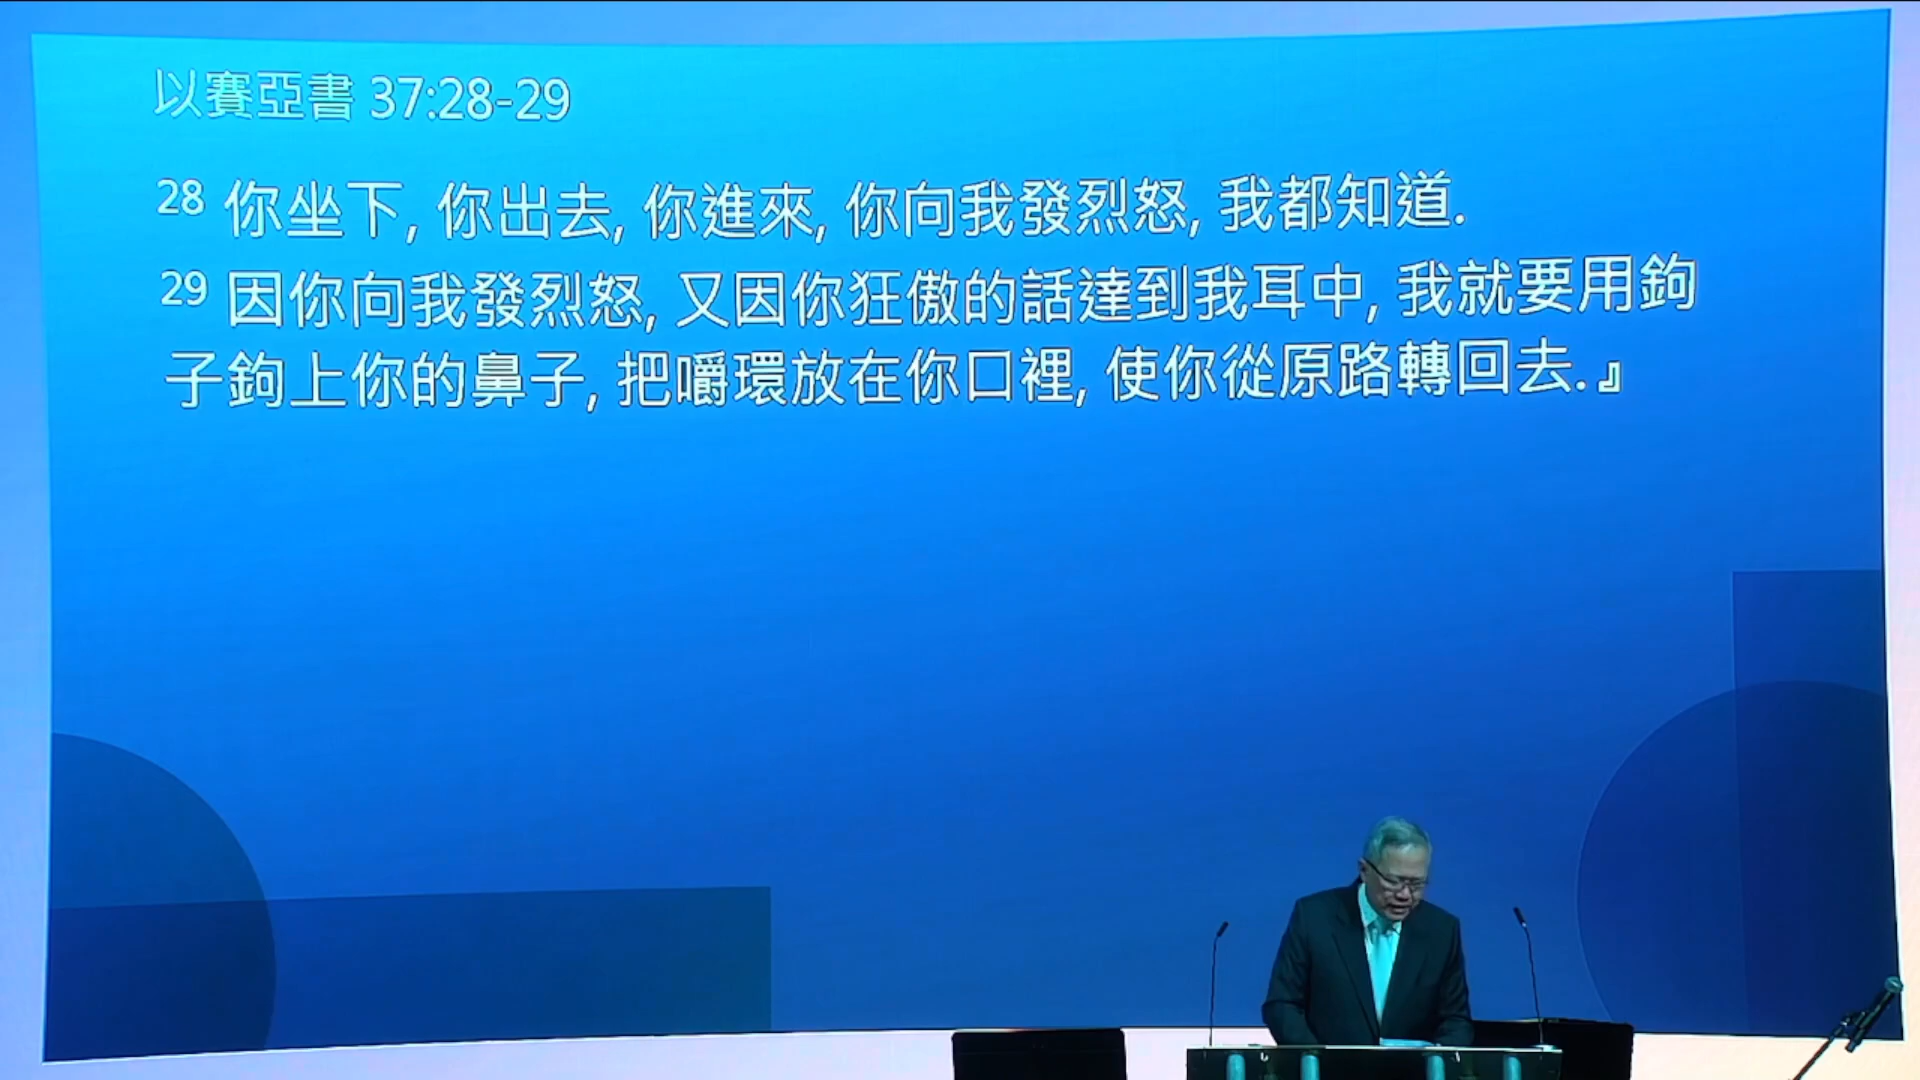 以賽亞書 37:28-29
28 你坐下, 你出去, 你進來, 你向我發烈怒, 我都知道.
29 因你向我發烈怒, 又因你狂傲的話達到我耳中, 我就要用鉤
子鉤上你的鼻子, 把嚼環放在你口裡, 使你從原路轉回去.』